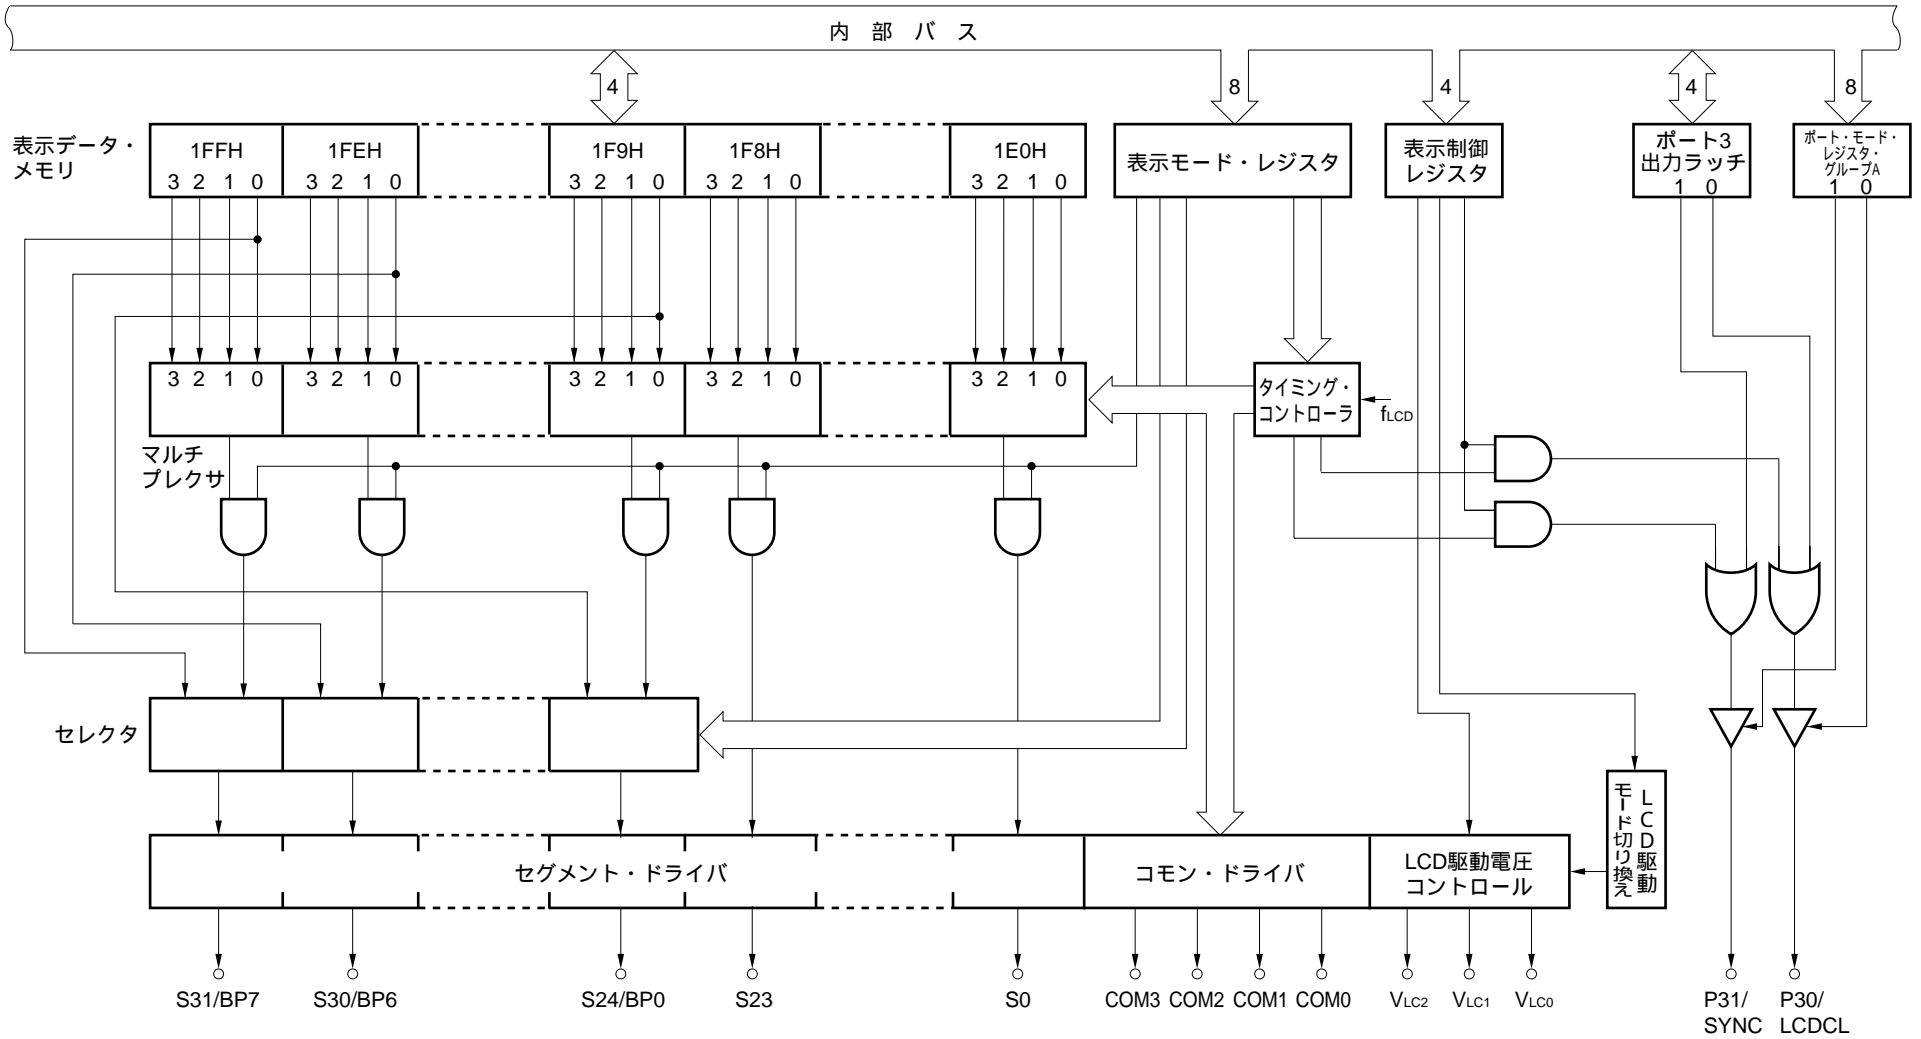 内 部 バ ス
4
8
4
4
8
表示データ・
メモリ
1FFH
3 2 1 0
1FEH
3 2 1 0
1F9H
3 2 1 0
1F8H
3 2 1 0
1E0H
3 2 1 0
表示モード・レジスタ
表示制御
レジスタ
ポート3
出力ラッチ
1 0
ポート・モード・
レジスタ・
グループA
1 0
3 2 1 0
3 2 1 0
3 2 1 0
3 2 1 0
3 2 1 0
タイミング・
コントローラ
fLCD
マルチ
プレクサ
セレクタ
LCD駆動
モード切り換え
セグメント・ドライバ
コモン・ドライバ
LCD駆動電圧
コントロール
S31/BP7
S30/BP6
S24/BP0
S23
S0
COM3
COM2
COM1
COM0
VLC2
VLC1
VLC0
P31/
SYNC
P30/
LCDCL